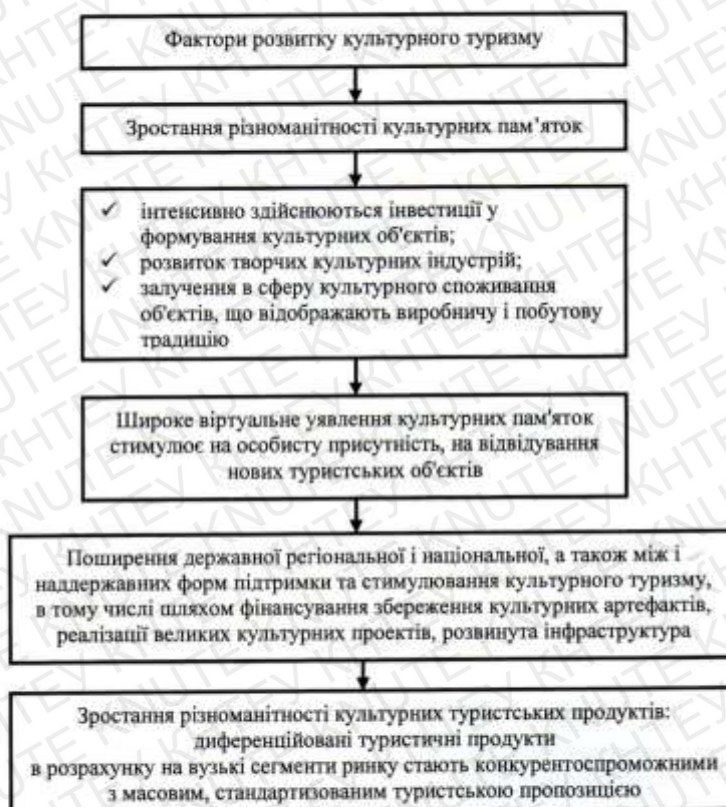 Фактори розвитку культурного туризму
Зростання різноманітності культурних пам’яток
✓ інтенсивно здійснюються інвестиції у
формування культурних об'єктів;
✓ розвиток творчих культурних індустрій;
✓ залучення в сферу культурного споживання
об'єктів, що відображають виробничу і побутову
традицію
Широке віртуальне уявлення культурних пам'яток
стимулює на особисту присутність, на відвідування
нових туристських об'єктів
Поширення державної регіональної і національної, а також між і
наддержавних форм підтримки та стимулювання культурного туризму,
в тому числі шляхом фінансування збереження культурних артефактів,
реалізації великих культурних проектів, розвинута інфраструктура
Зростання різноманітності культурних туристських продуктів:
диференційовані туристичні продукти
в розрахунку на вузькі сегменти ринку стають конкурентоспроможними
з масовим, стандартизованим туристською пропозицією